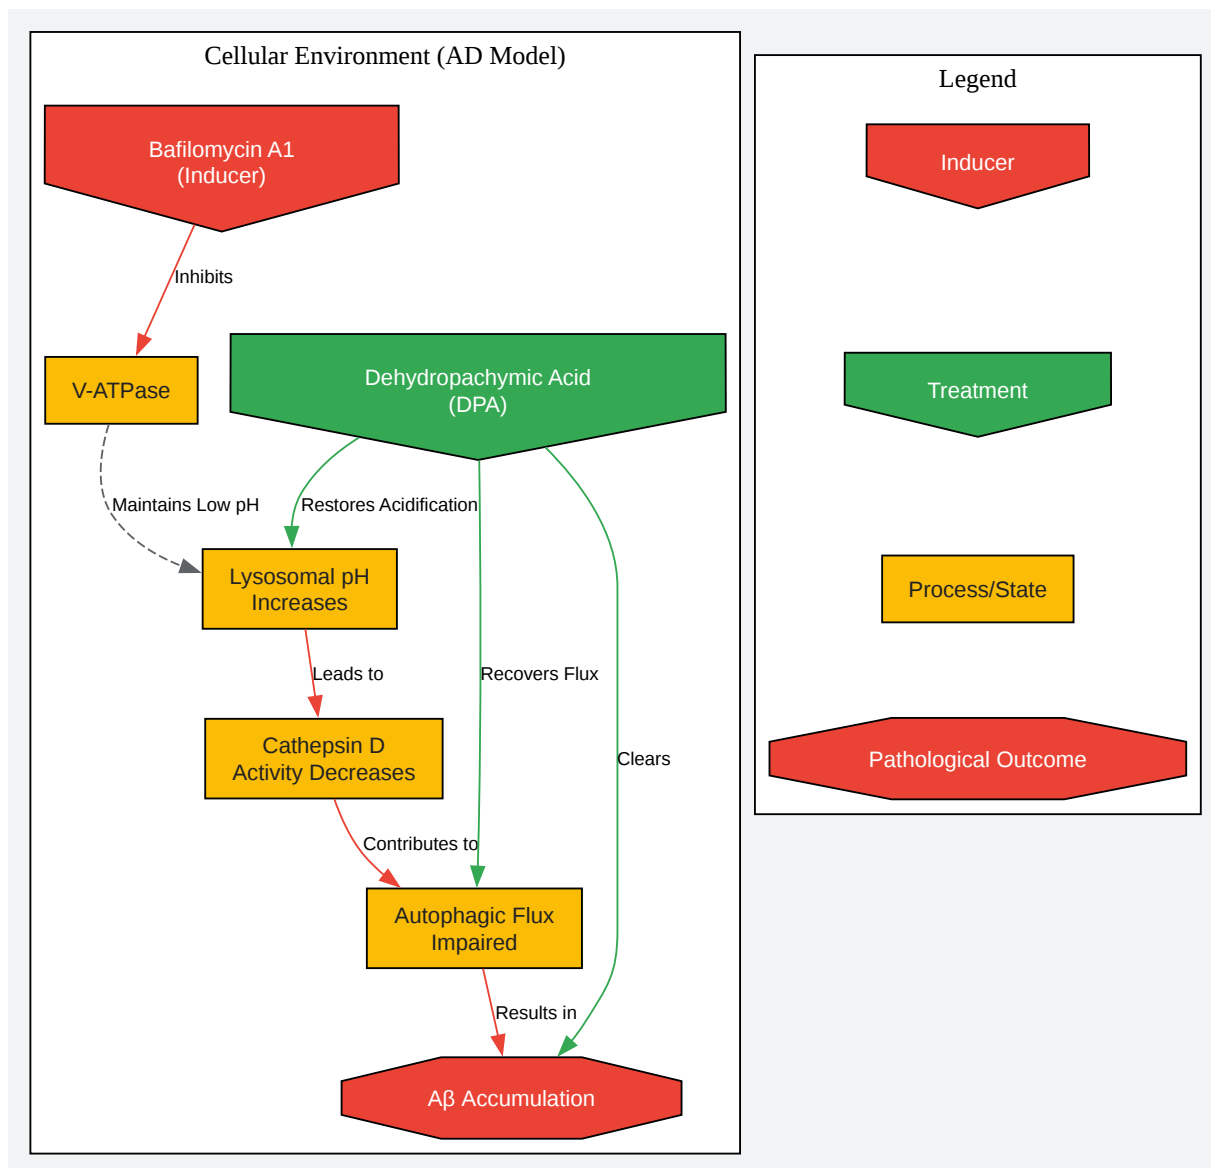 Cellular Environment (AD Model)
Bafilomycin A1
(Inducer)
Inhibits
V-ATPase
Dehydropachymic Acid
(DPA)
Maintains Low pH
Restores Acidification
Lysosomal pH
Increases
Leads to
Recovers Flux
Cathepsin D
Activity Decreases
Clears
Contributes to
Autophagic Flux
Impaired
Results in
Aβ Accumulation
Legend
Inducer
Treatment
Process/State
Pathological Outcome